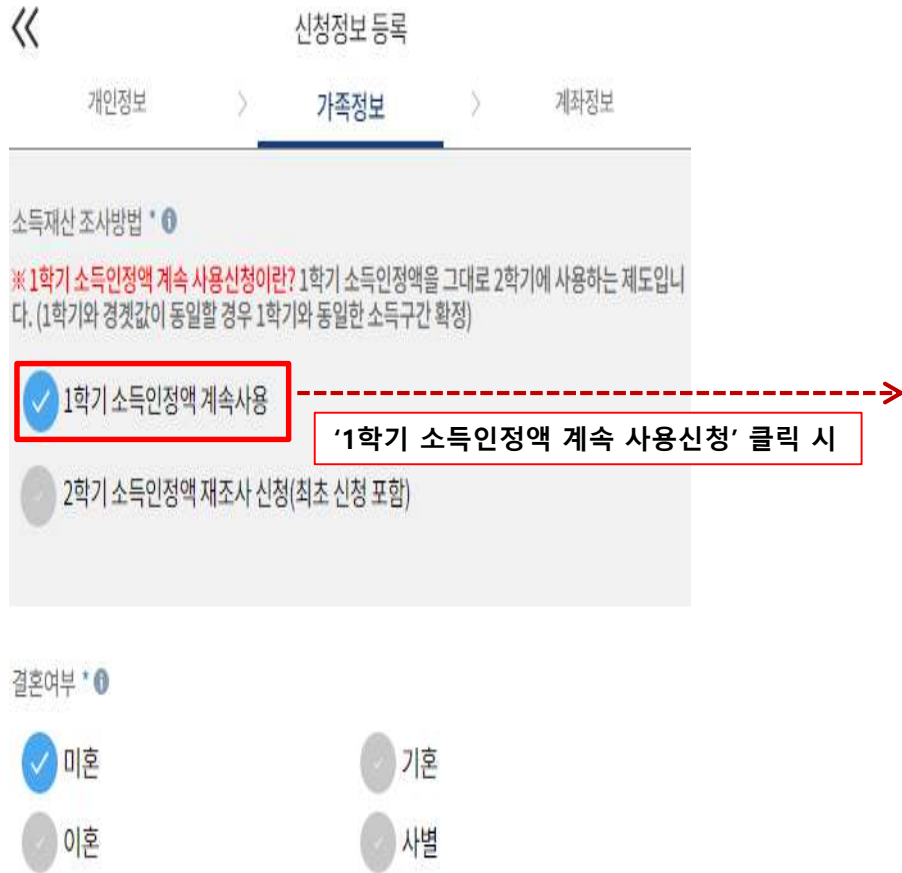 신청정보 등록
개인정보 > 가족정보 > 계좌정보
소득재산 조사방법 *
※ 1학기 소득인정액 계속 사용신청이란? 1학기 소득인정액을 그대로 2학기에 사용하는 제도입니
다. (1학기와 경곗값이 동일할 경우 1학기와 동일한 소득구간 확정)
1학기 소득인정액 계속사용
'1학기 소득인정액 계속 사용신청' 클릭 시
2학기 소득인정액 재조사 신청(최초 신청 포함)
결혼여부 *
미혼 기혼
이혼 사별